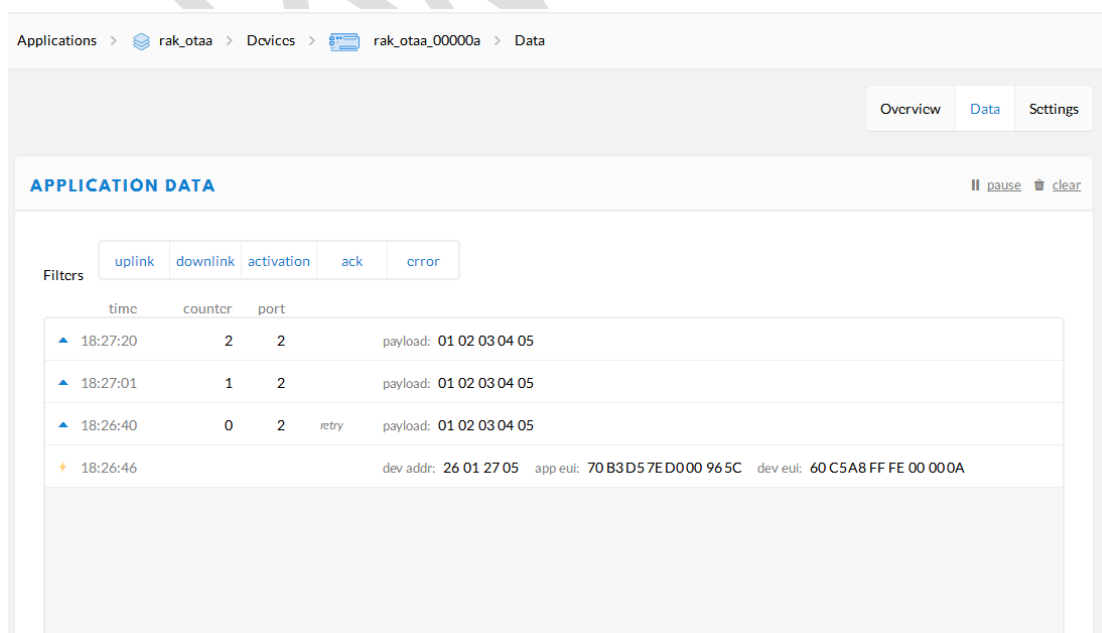 Applications > rak_otaa > Devices > rak_otaa_00000a > Data
Overview Data Settings
APPLICATION DATA
pause clear
Filters uplink downlink activation ack error
time counter port
18:27:20 2 2 payload: 01 02 03 04 05
18:27:01 1 2 payload: 01 02 03 04 05
18:26:40 0 2 retry payload: 01 02 03 04 05
18:26:46 dev addr: 26 01 27 05 app eui: 70 B3 D5 7E D0 00 96 5C dev eui: 60 C5 A8 FF FE 00 00 0A